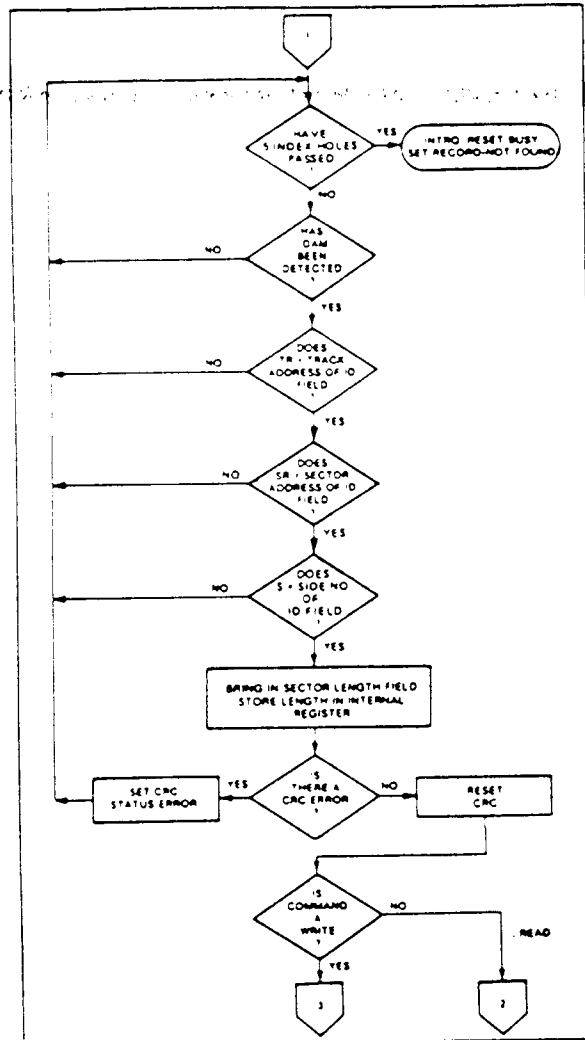 1
HAVE
5 INDEX HOLES
PASSED
?
YES
INTRQ RESET BUSY
SET RECORD-NOT FOUND
NO
HAS
DAM
BEEN
DETECTED
?
NO
YES
DOES
TR = TRACK
ADDRESS OF ID
FIELD
?
NO
YES
DOES
SR = SECTOR
ADDRESS OF ID
FIELD
?
NO
YES
DOES
S = SIDE NO
OF
ID FIELD
?
NO
YES
BRING IN SECTOR LENGTH FIELD
STORE LENGTH IN INTERNAL
REGISTER
IS
THERE A
CRC ERROR
?
YES
SET CRC
STATUS ERROR
NO
RESET
CRC
IS
COMMAND
A
WRITE
?
NO
READ
YES
3
2